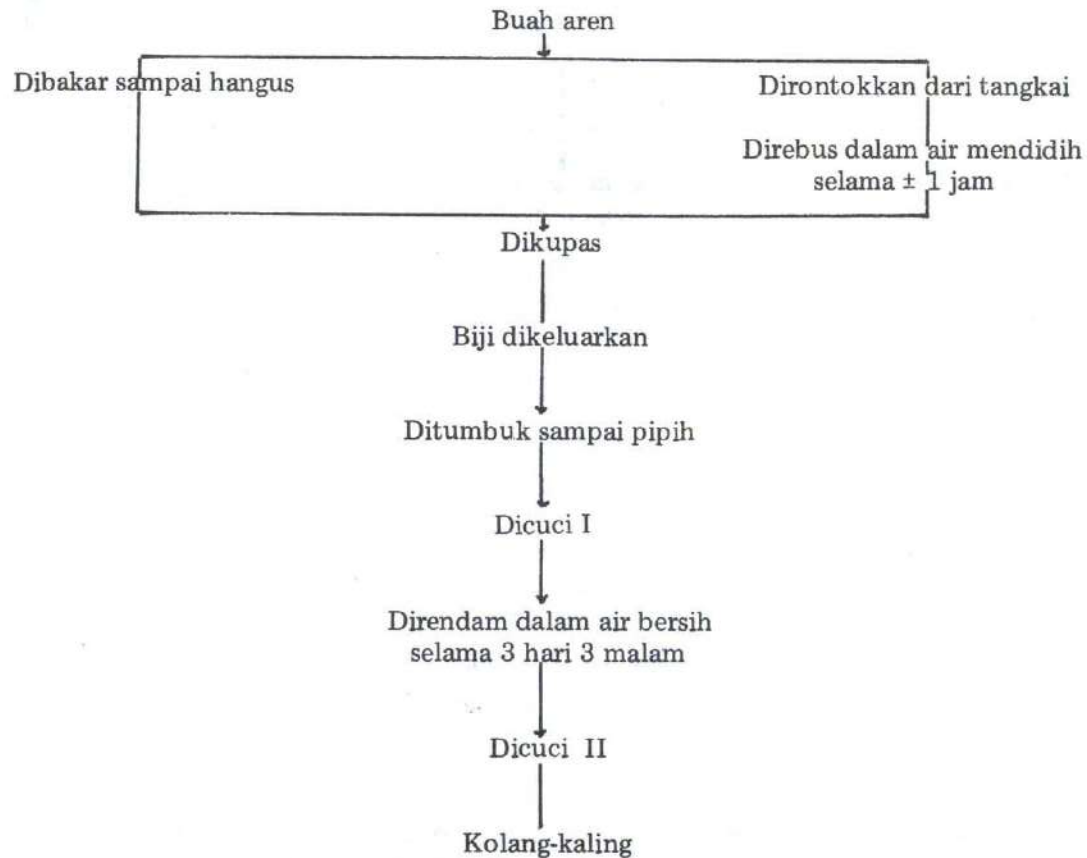 Buah aren
Dibakar sampai hangus
Dirontokkan dari tangkai
Direbus dalam air mendidih
selama ± 1 jam
Dikupas
Biji dikeluarkan
Ditumbuk sampai pipih
Dicuci I
Direndam dalam air bersih
selama 3 hari 3 malam
Dicuci II
Kolang-kaling